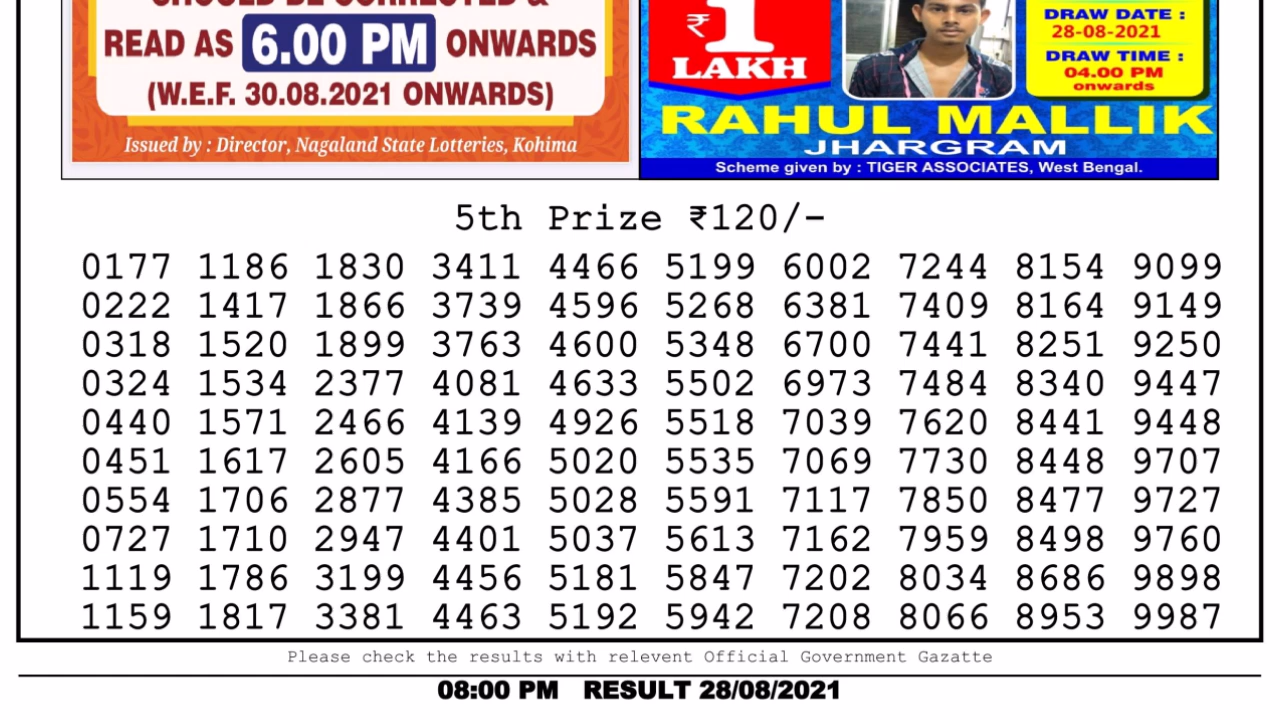 SHOULD BE CORRECTED &
READ AS 6.00 PM ONWARDS
(W.E.F. 30.08.2021 ONWARDS)
Issued by : Director, Nagaland State Lotteries, Kohima
₹1
LAKH
DRAW DATE :
28-08-2021
DRAW TIME :
04.00 PM
onwards
RAHUL MALLIK
JHARGRAM
Scheme given by : TIGER ASSOCIATES, West Bengal.
5th Prize ₹120/-
0177 1186 1830 3411 4466 5199 6002 7244 8154 9099
0222 1417 1866 3739 4596 5268 6381 7409 8164 9149
0318 1520 1899 3763 4600 5348 6700 7441 8251 9250
0324 1534 2377 4081 4633 5502 6973 7484 8340 9447
0440 1571 2466 4139 4926 5518 7039 7620 8441 9448
0451 1617 2605 4166 5020 5535 7069 7730 8448 9707
0554 1706 2877 4385 5028 5591 7117 7850 8477 9727
0727 1710 2947 4401 5037 5613 7162 7959 8498 9760
1119 1786 3199 4456 5181 5847 7202 8034 8686 9898
1159 1817 3381 4463 5192 5942 7208 8066 8953 9987
Please check the results with relevent Official Government Gazatte
08:00 PM RESULT 28/08/2021